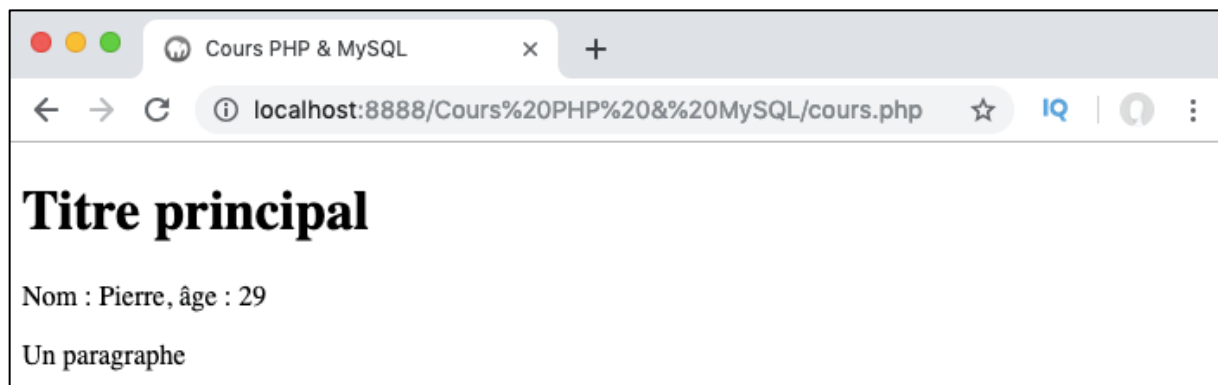 Cours PHP & MySQL
localhost:8888/Cours%20PHP%20&%20MySQL/cours.php
IQ
Titre principal
Nom : Pierre, âge : 29
Un paragraphe